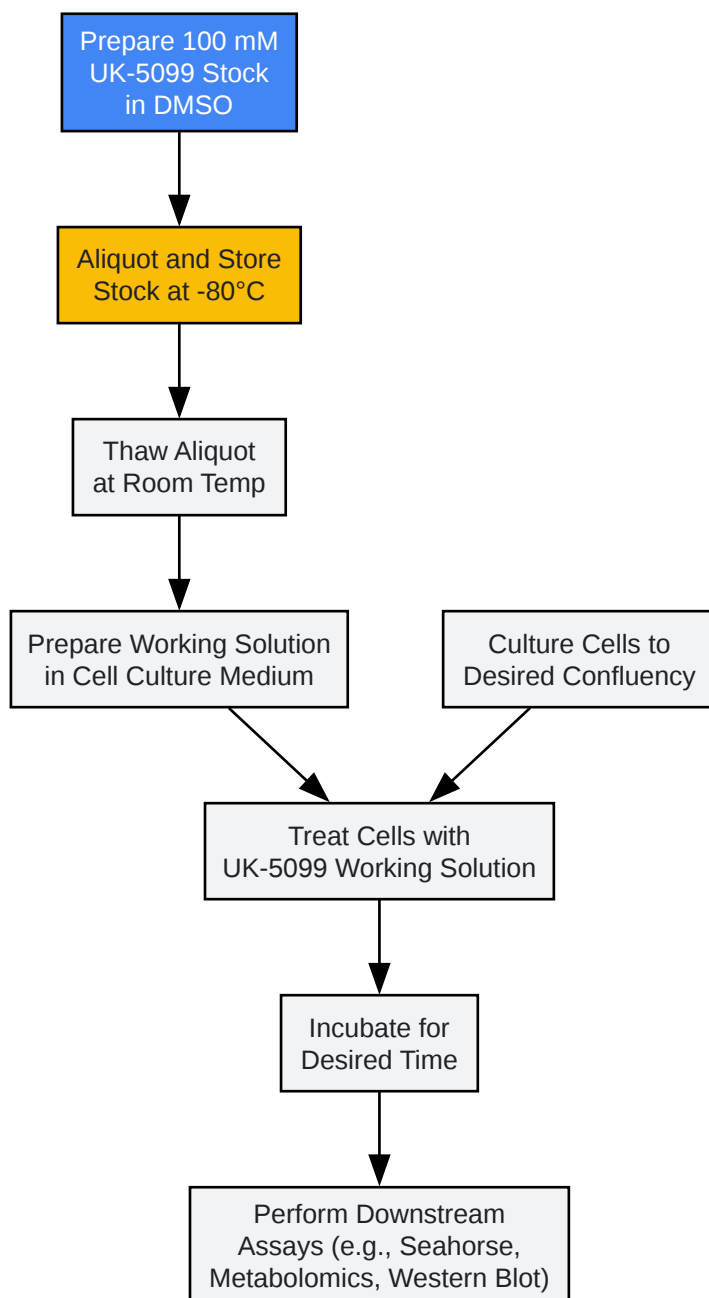 Prepare 100 mM
UK-5099 Stock
in DMSO
Aliquot and Store
Stock at -80°C
Thaw Aliquot
at Room Temp
Prepare Working Solution
in Cell Culture Medium
Culture Cells to
Desired Confluency
Treat Cells with
UK-5099 Working Solution
Incubate for
Desired Time
Perform Downstream
Assays (e.g., Seahorse,
Metabolomics, Western Blot)